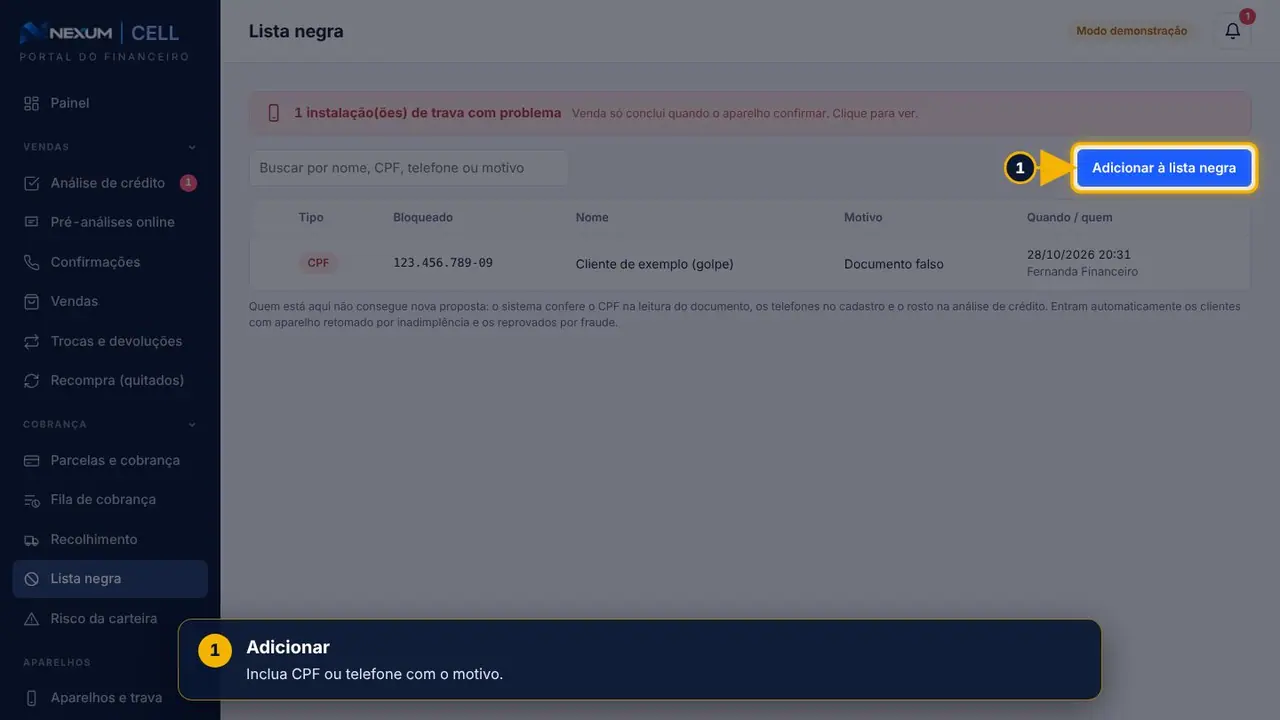 NEXUM | CELL
PORTAL DO FINANCEIRO
Painel
VENDAS
Análise de crédito 1
Pré-análises online
Confirmações
Vendas
Trocas e devoluções
Recompra (quitados)
COBRANÇA
Parcelas e cobrança
Fila de cobrança
Recolhimento
Lista negra
Risco da carteira
APARELHOS
Aparelhos e trava
Lista negra
Modo demonstração
1
1 instalação(ões) de trava com problema Venda só conclui quando o aparelho confirmar. Clique para ver.
Buscar por nome, CPF, telefone ou motivo
1
Adicionar à lista negra
Tipo Bloqueado Nome Motivo Quando / quem
CPF 123.456.789-09 Cliente de exemplo (golpe) Documento falso 28/10/2026 20:31
Fernanda Financeiro
Quem está aqui não consegue nova proposta: o sistema confere o CPF na leitura do documento, os telefones no cadastro e o rosto na análise de crédito. Entram automaticamente os clientes
com aparelho retomado por inadimplência e os reprovados por fraude.
1 Adicionar
Inclua CPF ou telefone com o motivo.